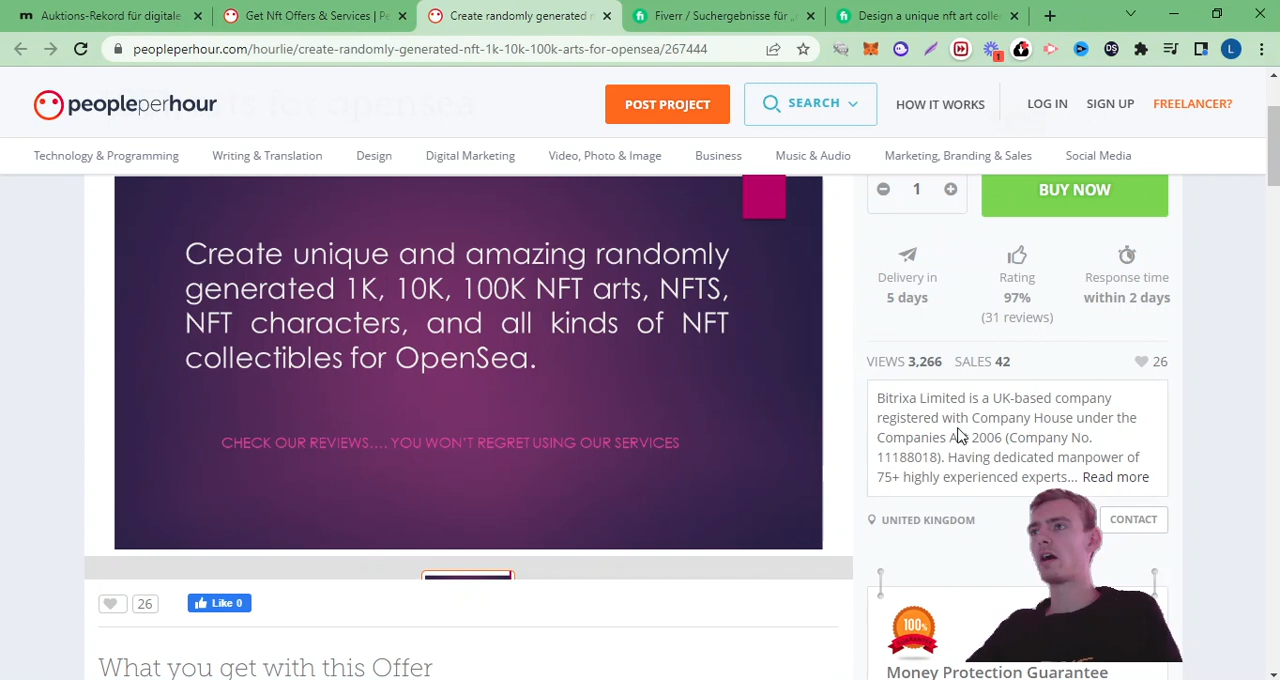 Auktions-Rekord für digitale
Get Nft Offers & Services | Pe
Create randomly generated n
Fiverr / Suchergebnisse für „n
Design a unique nft art collec
peopleperhour.com/hourlie/create-randomly-generated-nft-1k-10k-100k-arts-for-opensea/267444
1
L
peopleperhour
POST PROJECT
SEARCH
HOW IT WORKS
LOG IN
SIGN UP
FREELANCER?
Technology & Programming
Writing & Translation
Design
Digital Marketing
Video, Photo & Image
Business
Music & Audio
Marketing, Branding & Sales
Social Media
Create unique and amazing randomly
generated 1K, 10K, 100K NFT arts, NFTS,
NFT characters, and all kinds of NFT
collectibles for OpenSea.
CHECK OUR REVIEWS.... YOU WON'T REGRET USING OUR SERVICES
1
BUY NOW
Delivery in
5 days
Rating
97%
(31 reviews)
Response time
within 2 days
VIEWS 3,266 SALES 42
26
Bitrixa Limited is a UK-based company
registered with Company House under the
Companies 2006 (Company No.
11188018). Having dedicated manpower of
75+ highly experienced experts... Read more
UNITED KINGDOM
CONTACT
26
Like 0
What you get with this Offer
100%
Money Protection Guarantee